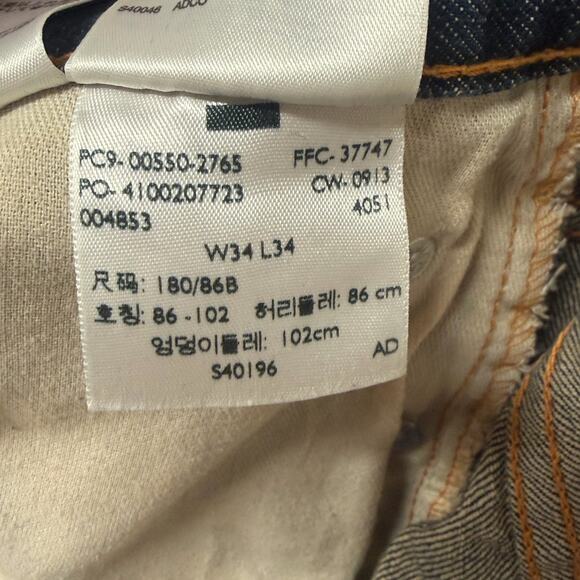 S40046 ADCO
PC9- 00550-2765 FFC- 37747
PO- 4100207723 CW- 0913
004853 4051
W34 L34
尺码: 180/86B
호칭: 86 -102 허리둘레: 86 cm
엉덩이둘레: 102cm
S40196 AD